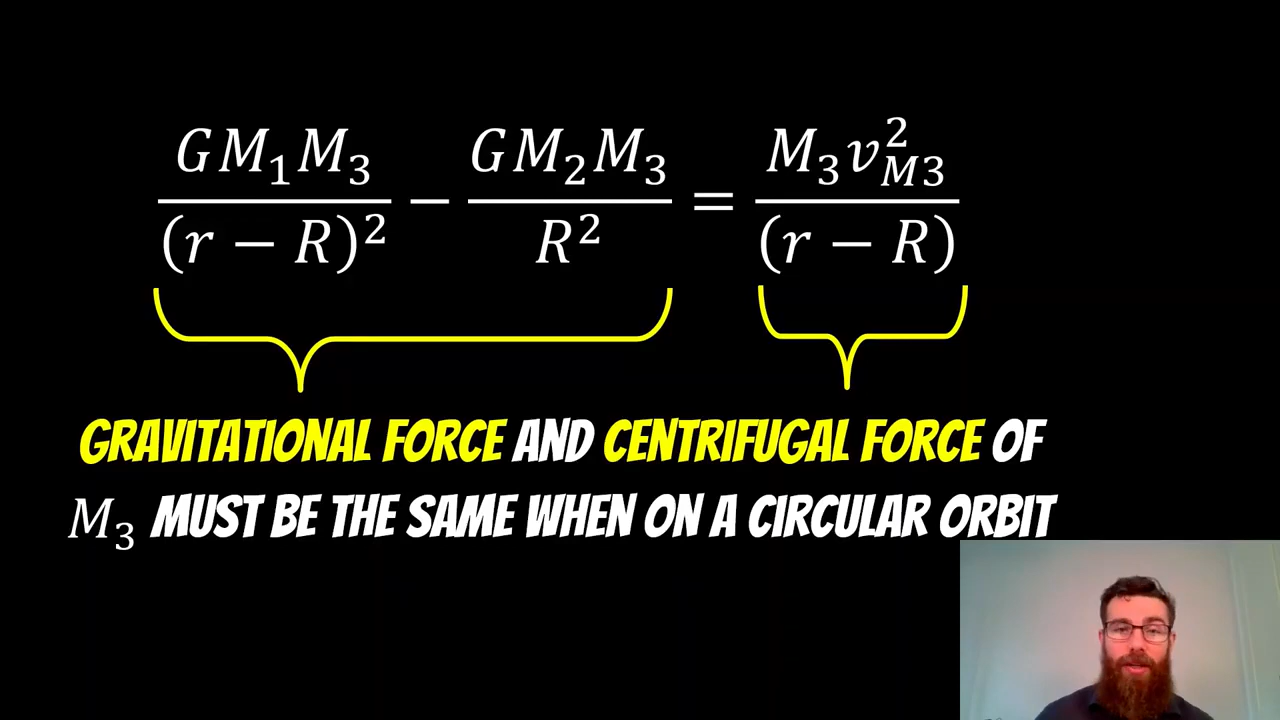 GM₁M₃/(r − R)² − GM₂M₃/R² = M₃v²_M3/(r − R)
GRAVITATIONAL FORCE AND CENTRIFUGAL FORCE OF
M₃ MUST BE THE SAME WHEN ON A CIRCULAR ORBIT